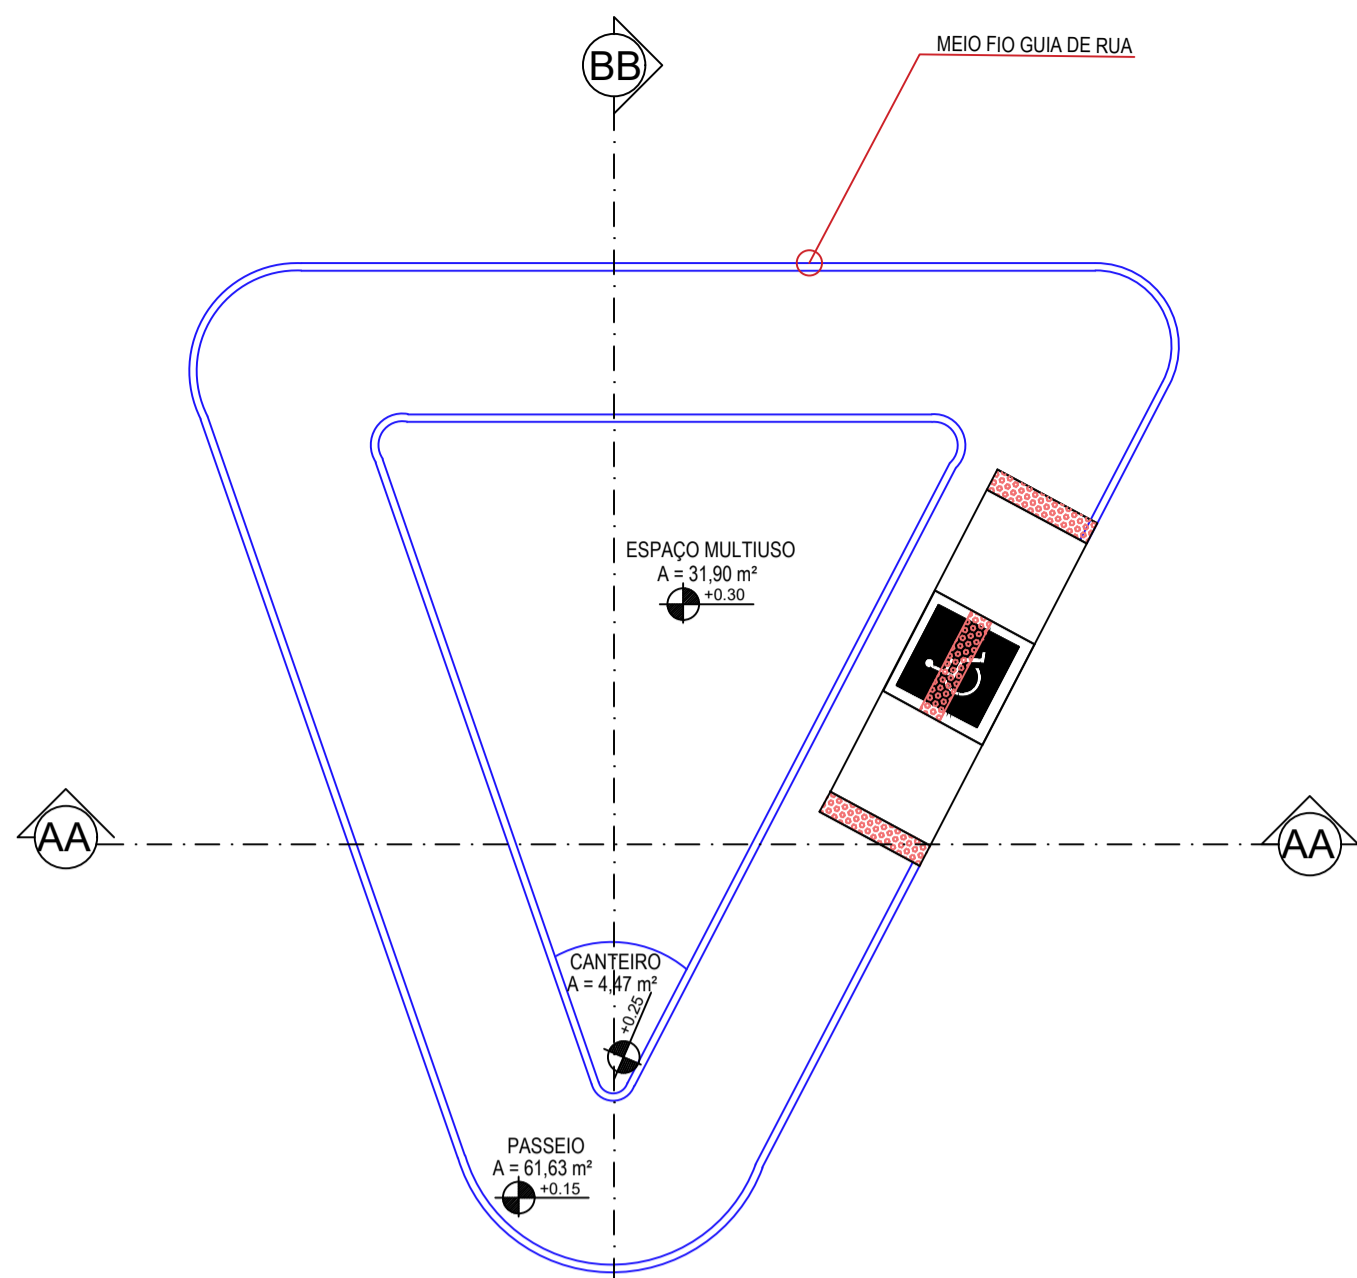 BB
MEIO FIO GUIA DE RUA
ESPAÇO MULTIUSO
A = 31,90 m²
+0.30
AA
AA
CANTEIRO
A = 4,47 m²
+0.25
PASSEIO
A = 61,63 m²
+0.15